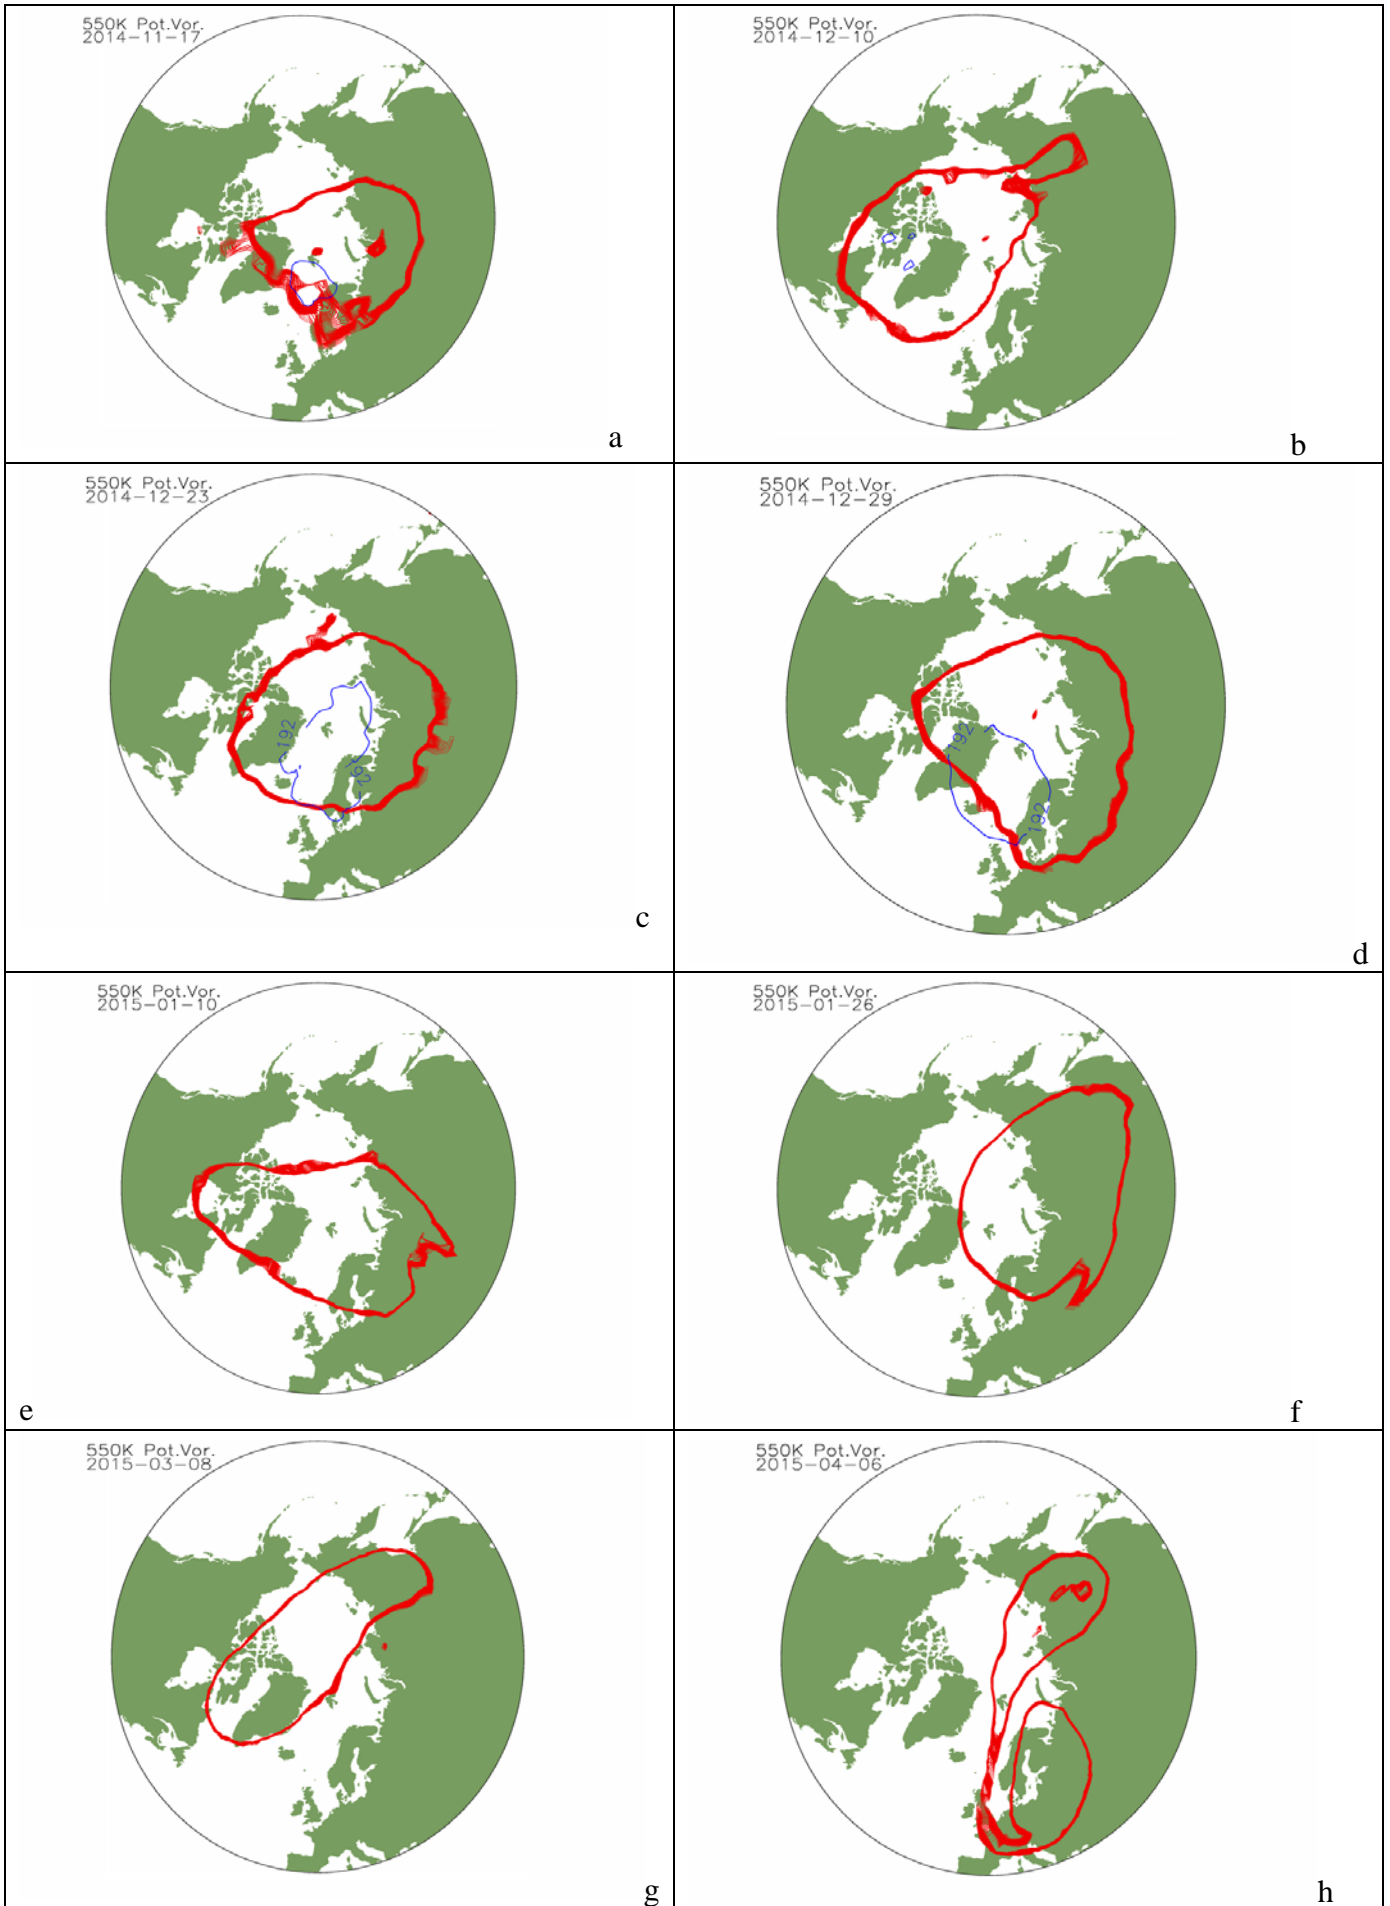 550K Pot.Vor.
2014-11-17
a
550K Pot.Vor.
2014-12-10
b
550K Pot.Vor.
2014-12-23
192
192
c
550K Pot.Vor.
2014-12-29
192
192
d
550K Pot.Vor.
2015-01-10
e
550K Pot.Vor.
2015-01-26
f
550K Pot.Vor.
2015-03-08
g
550K Pot.Vor.
2015-04-06
h